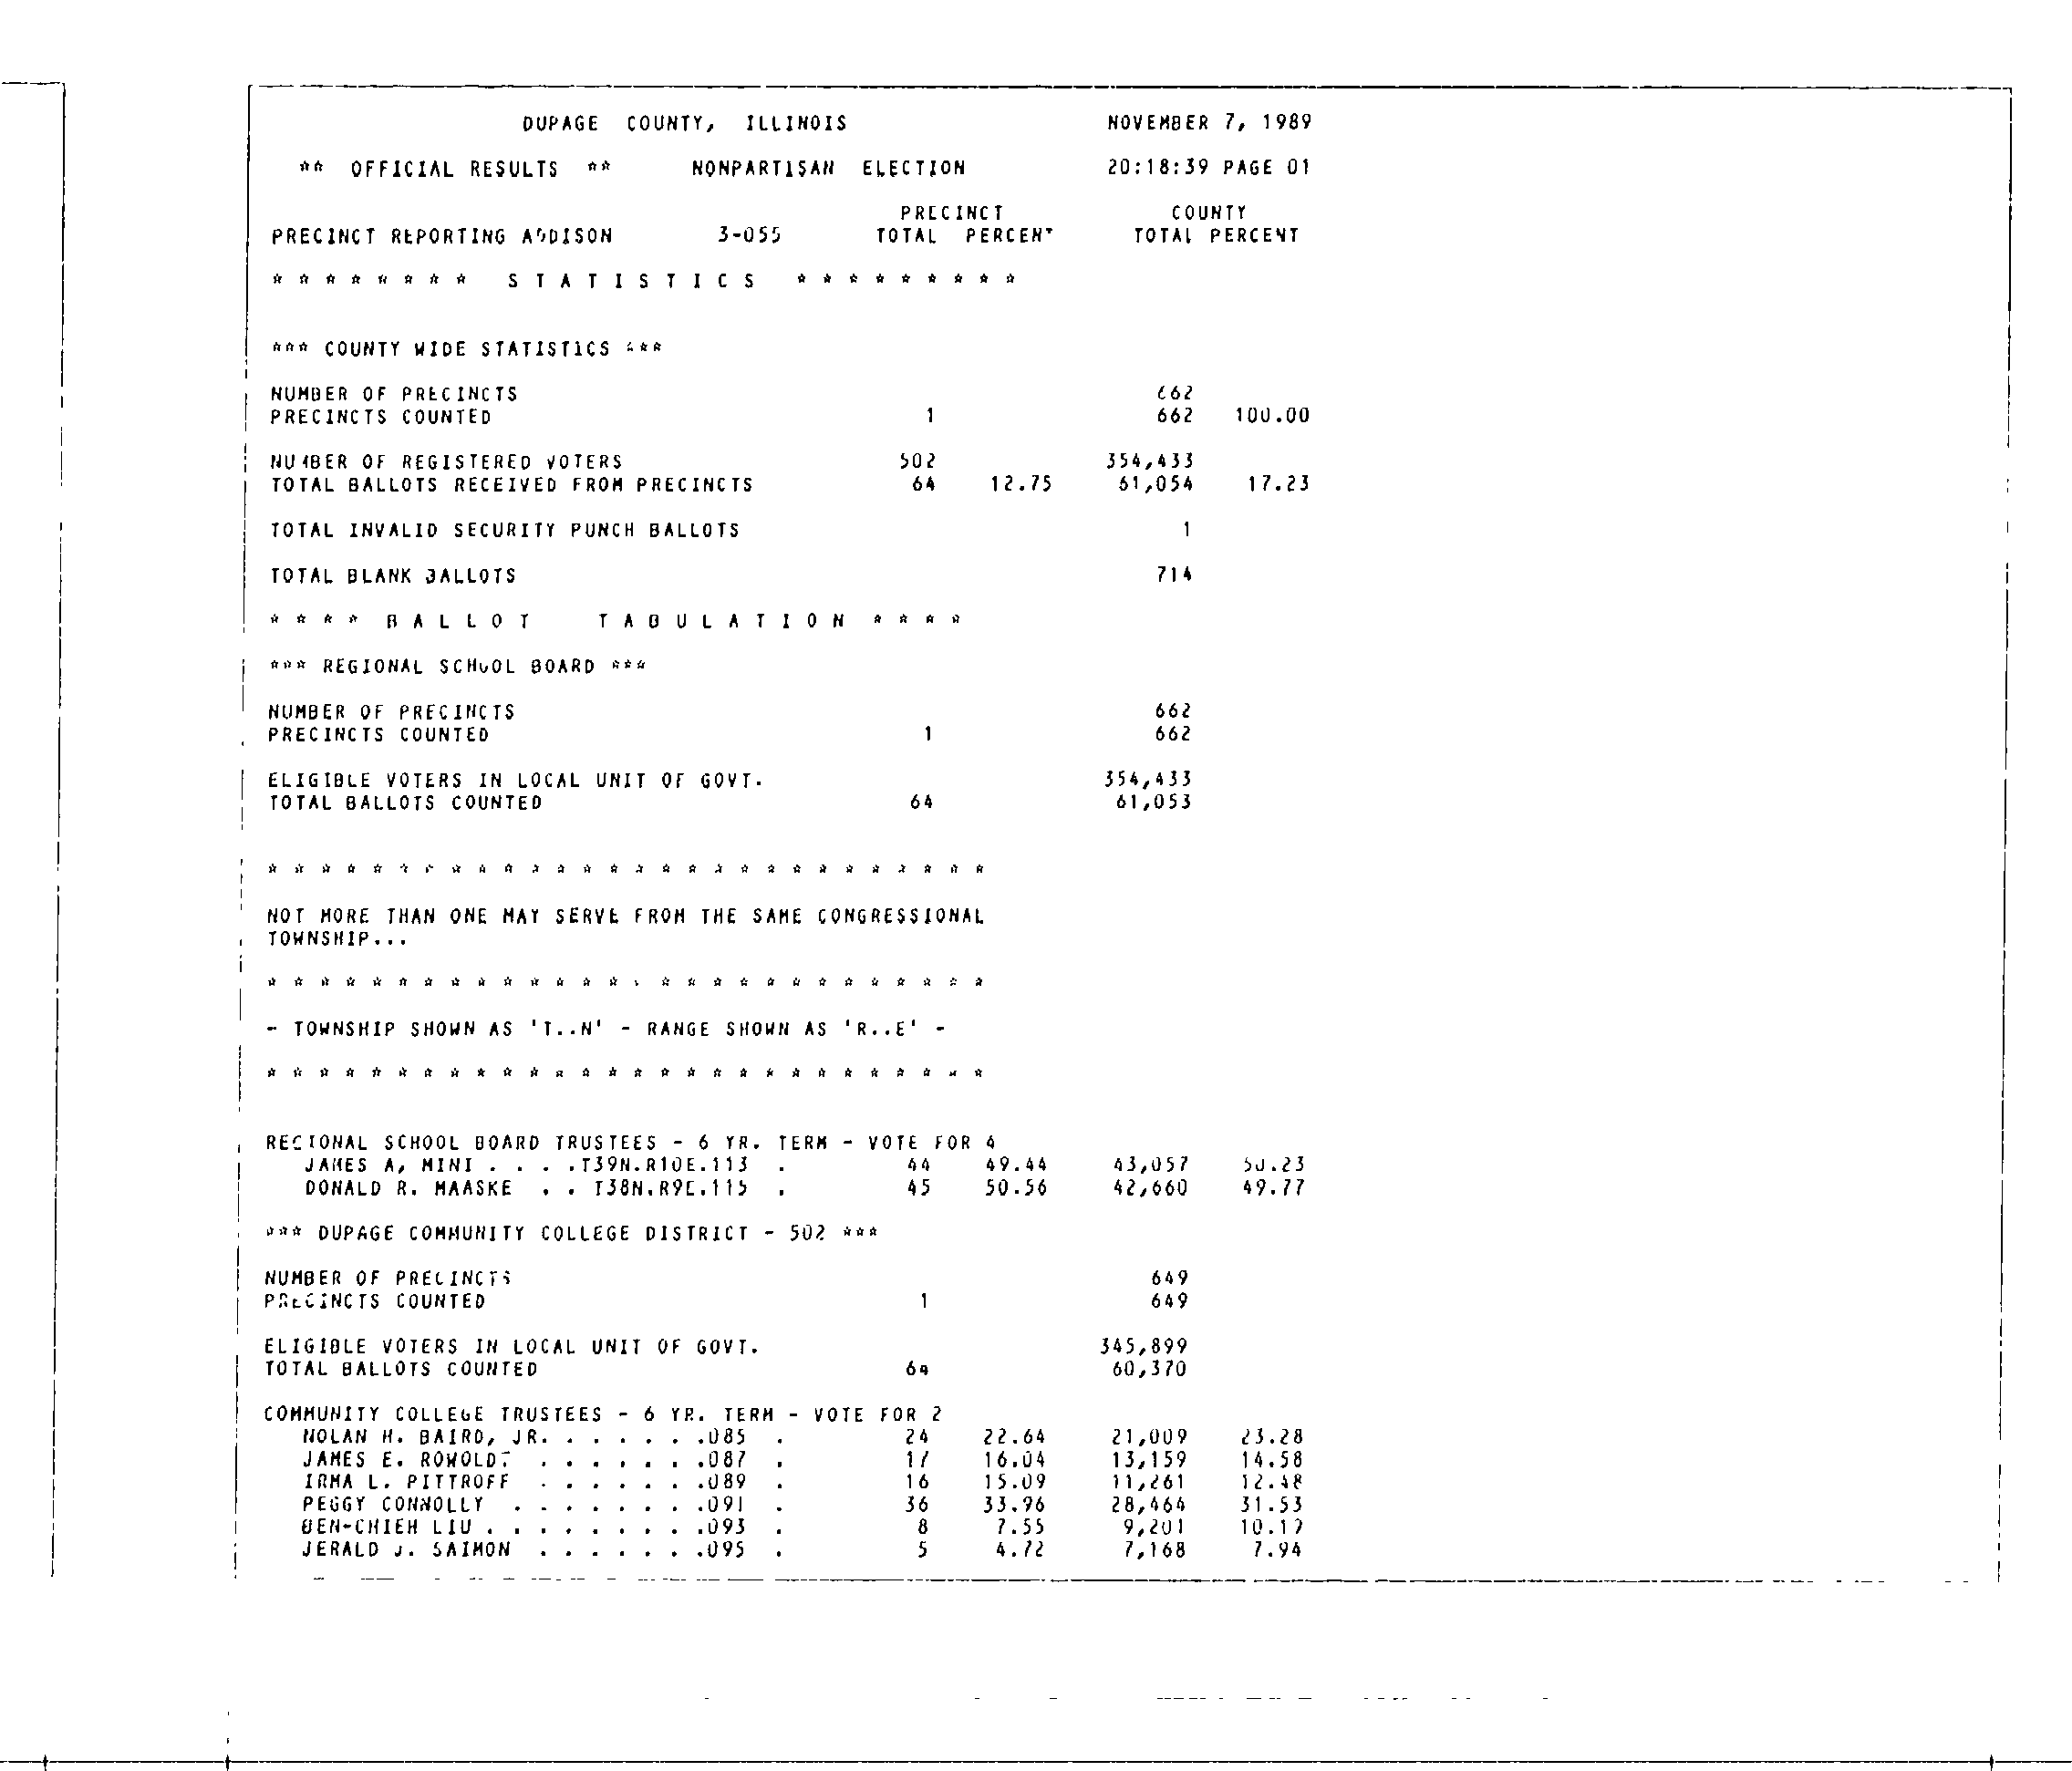 DUPAGE COUNTY, ILLINOIS NOVEMBER 7, 1989
** OFFICIAL RESULTS ** NONPARTISAN ELECTION 20:18:39 PAGE 01
PRECINCT COUNTY
PRECINCT REPORTING ADDISON 3-055 TOTAL PERCENT TOTAL PERCENT
* * * * * * * * S T A T I S T I C S * * * * * * * * *
*** COUNTY WIDE STATISTICS ***
NUMBER OF PRECINCTS 662
PRECINCTS COUNTED 1 662 100.00
NUMBER OF REGISTERED VOTERS 502 354,433
TOTAL BALLOTS RECEIVED FROM PRECINCTS 64 12.75 61,054 17.23
TOTAL INVALID SECURITY PUNCH BALLOTS 1
TOTAL BLANK BALLOTS 714
* * * * B A L L O T T A B U L A T I O N * * * *
*** REGIONAL SCHOOL BOARD ***
NUMBER OF PRECINCTS 662
PRECINCTS COUNTED 1 662
ELIGIBLE VOTERS IN LOCAL UNIT OF GOVT. 354,433
TOTAL BALLOTS COUNTED 64 61,053
* * * * * * * * * * * * * * * * * * * * * * * * * * * *
NOT MORE THAN ONE MAY SERVE FROM THE SAME CONGRESSIONAL
TOWNSHIP...
* * * * * * * * * * * * * * * * * * * * * * * * * * * *
- TOWNSHIP SHOWN AS 'T..N' - RANGE SHOWN AS 'R..E' -
* * * * * * * * * * * * * * * * * * * * * * * * * * * *
REGIONAL SCHOOL BOARD TRUSTEES - 6 YR. TERM - VOTE FOR 4
JAMES A. MINI . . . .T39N.R10E.113 . 44 49.44 43,057 50.23
DONALD R. MAASKE . . T38N.R9E.115 . 45 50.56 42,660 49.77
*** DUPAGE COMMUNITY COLLEGE DISTRICT - 502 ***
NUMBER OF PRECINCTS 649
PRECINCTS COUNTED 1 649
ELIGIBLE VOTERS IN LOCAL UNIT OF GOVT. 345,899
TOTAL BALLOTS COUNTED 64 60,370
COMMUNITY COLLEGE TRUSTEES - 6 YR. TERM - VOTE FOR 2
NOLAN H. BAIRD, JR. . . . . . .085 . 24 22.64 21,009 23.28
JAMES E. ROWOLDT . . . . . . .087 . 17 16.04 13,159 14.58
IRMA L. PITTROFF . . . . . . .089 . 16 15.09 11,261 12.48
PEGGY CONNOLLY . . . . . . . .091 . 36 33.96 28,464 31.53
BEN-CHIEH LIU . . . . . . . . .093 . 8 7.55 9,201 10.19
JERALD J. SAIMON . . . . . . .095 . 5 4.72 7,168 7.94